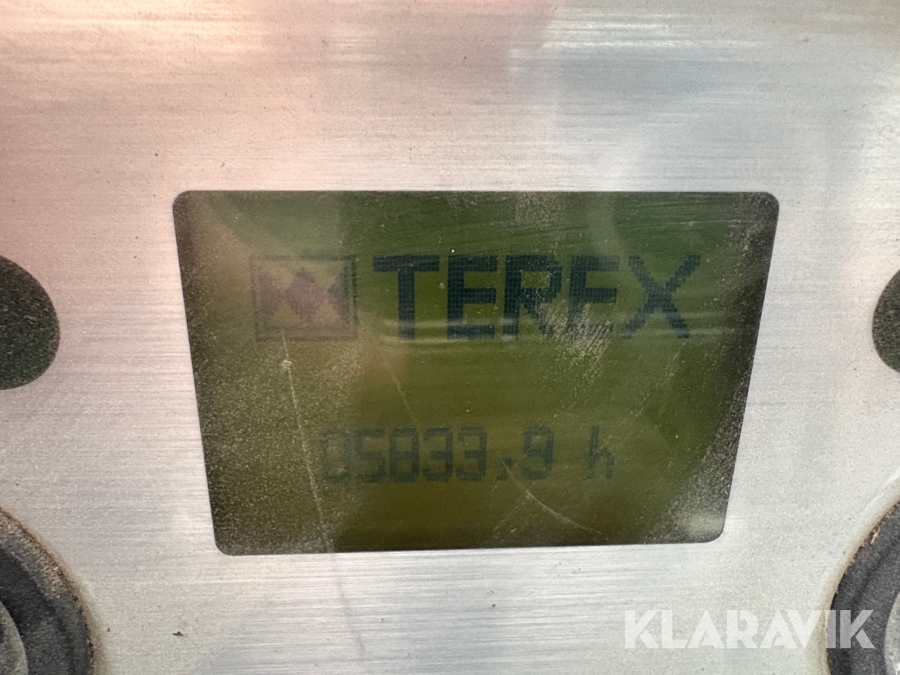 TEREX
05833.9 h
KLARAVIK